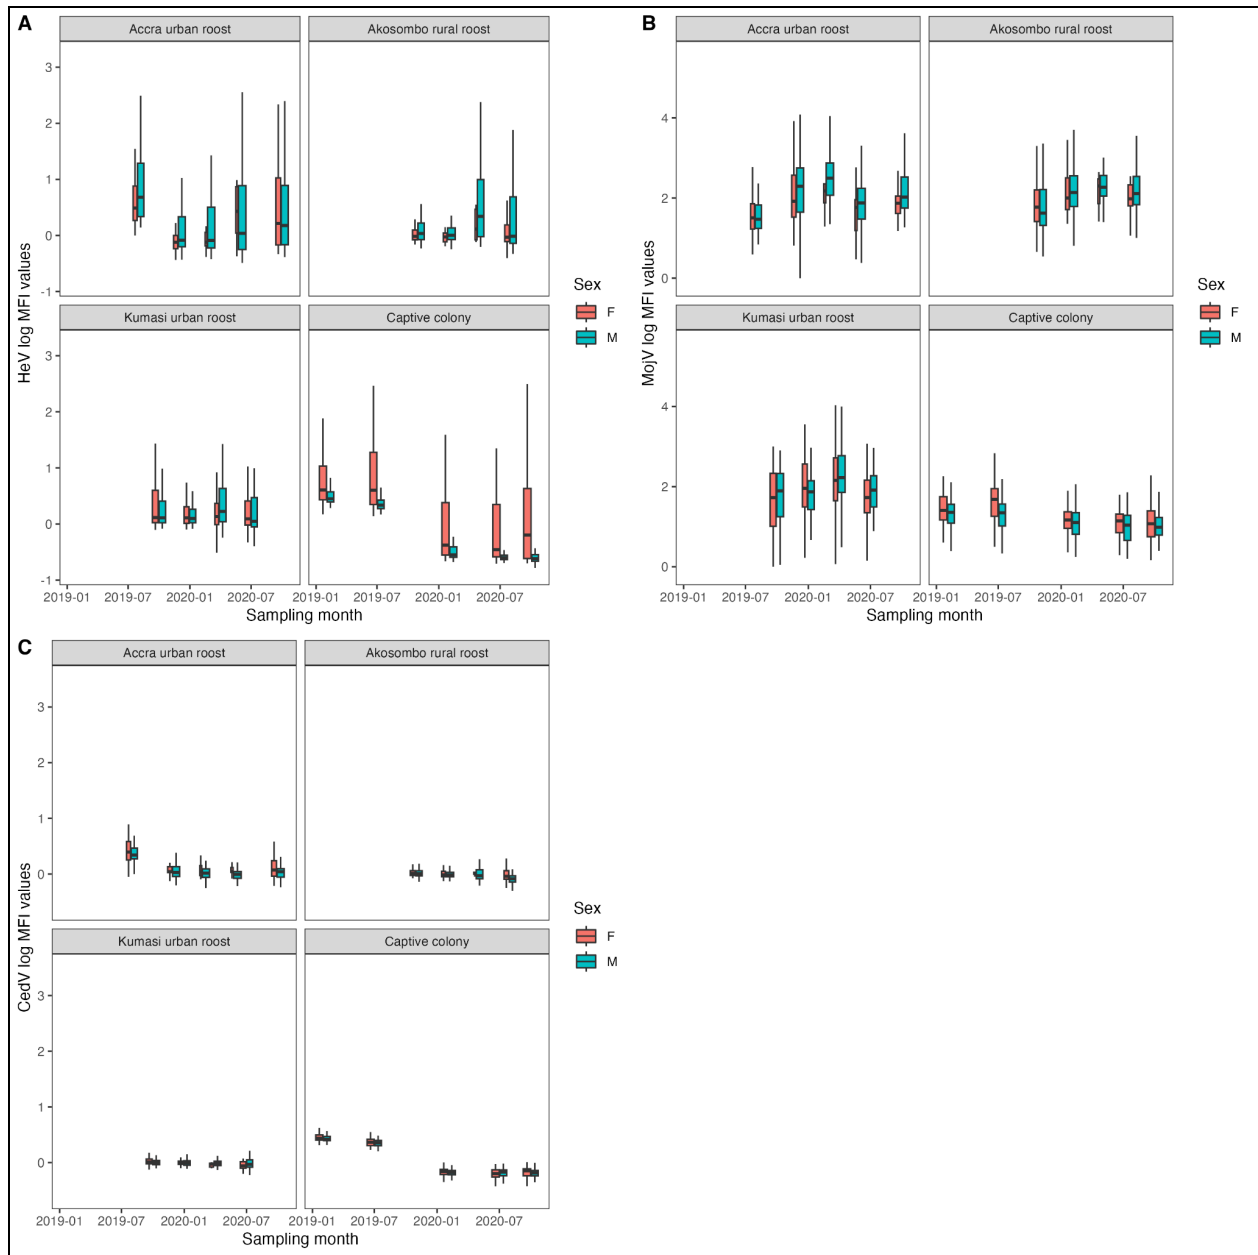 A
Accra urban roost
Akosombo rural roost
3
2
1
0
-1
Kumasi urban roost
Captive colony
3
2
1
0
-1
HeV log MFI values
2019-01
2019-07
2020-01
2020-07
2019-01
2019-07
2020-01
2020-07
Sampling month
Sex
F
M
B
Accra urban roost
Akosombo rural roost
4
2
0
Kumasi urban roost
Captive colony
4
2
0
MojV log MFI values
2019-01
2019-07
2020-01
2020-07
2019-01
2019-07
2020-01
2020-07
Sampling month
Sex
F
M
C
Accra urban roost
Akosombo rural roost
3
2
1
0
Kumasi urban roost
Captive colony
3
2
1
0
CedV log MFI values
2019-01
2019-07
2020-01
2020-07
2019-01
2019-07
2020-01
2020-07
Sampling month
Sex
F
M